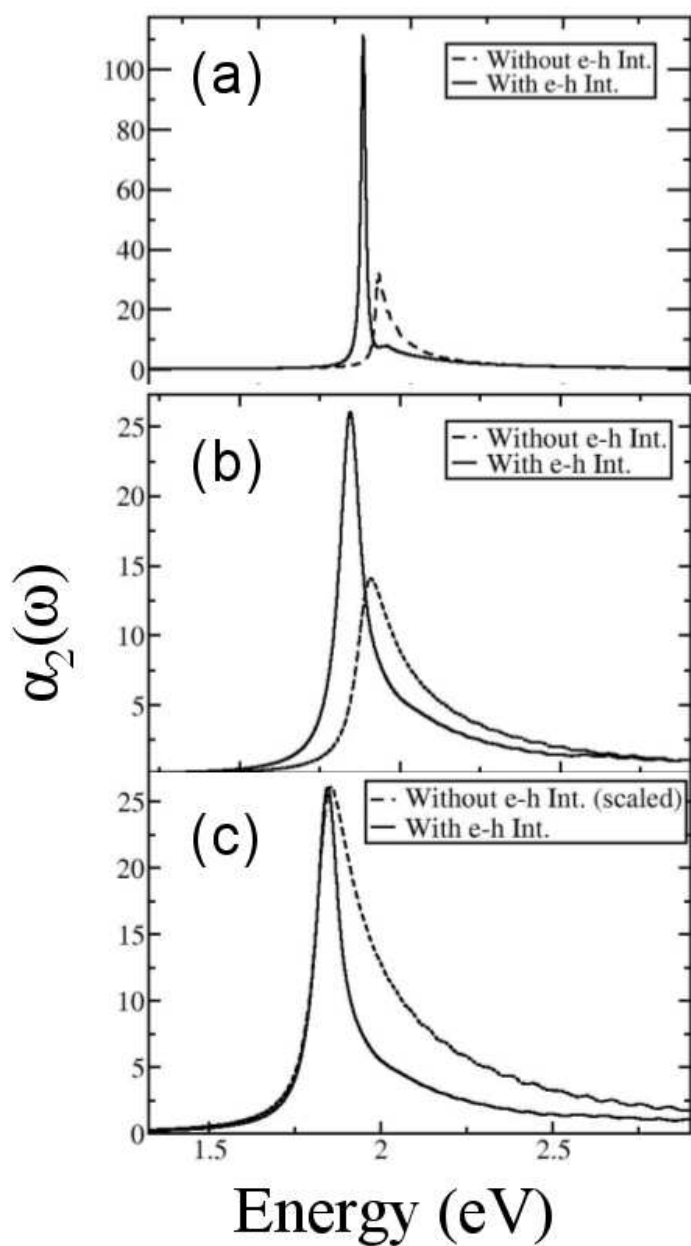 (a)
Without e-h Int.
With e-h Int.
100
80
60
40
20
0
(b)
Without e-h Int.
With e-h Int.
25
20
15
10
5
α₂(ω)
(c)
Without e-h Int. (scaled)
With e-h Int.
25
20
15
10
5
0
1.5 2 2.5
Energy (eV)